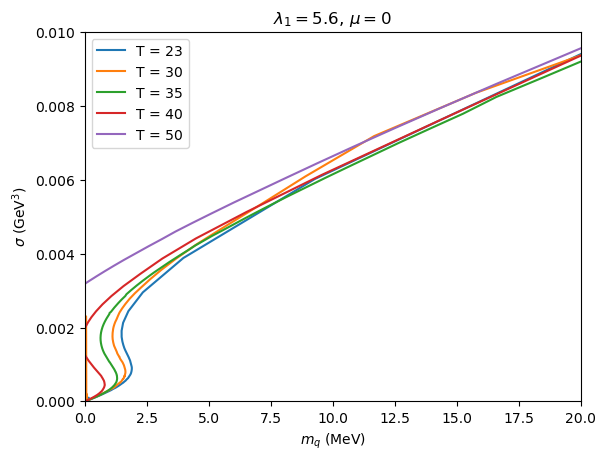 λ₁ = 5.6, μ = 0
T = 23
T = 30
T = 35
T = 40
T = 50
σ (GeV³)
0.010
0.008
0.006
0.004
0.002
0.000
0.0 2.5 5.0 7.5 10.0 12.5 15.0 17.5 20.0
m_q (MeV)